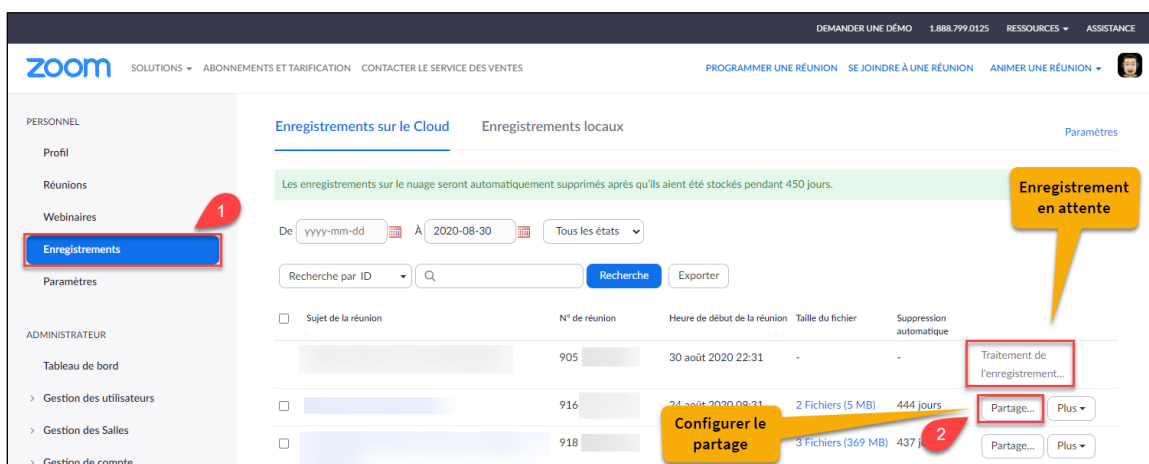 DEMANDER UNE DÉMO 1.888.799.0125 RESSOURCES ASSISTANCE
zoom SOLUTIONS ABONNEMENTS ET TARIFICATION CONTACTER LE SERVICE DES VENTES PROGRAMMER UNE RÉUNION SE JOINDRE À UNE RÉUNION ANIMER UNE RÉUNION
PERSONNEL
Profil
Réunions
Webinaires
1
Enregistrements
Paramètres
ADMINISTRATEUR
Tableau de bord
> Gestion des utilisateurs
> Gestion des Salles
> Gestion de compte
Enregistrements sur le Cloud Enregistrements locaux
Paramètres
Les enregistrements sur le nuage seront automatiquement supprimés après qu'ils aient été stockés pendant 450 jours.
Enregistrement
en attente
De yyyy-mm-dd À 2020-08-30 Tous les états
Recherche par ID Recherche Exporter
Sujet de la réunion N° de réunion Heure de début de la réunion Taille du fichier Suppression
automatique
905 30 août 2020 22:31 - - Traitement de
l'enregistrement...
916 24 août 2020 09:31 2 Fichiers (5 MB) 444 jours Partage... Plus
Configurer le
partage
2
918 3 Fichiers (369 MB) 437 Partage... Plus